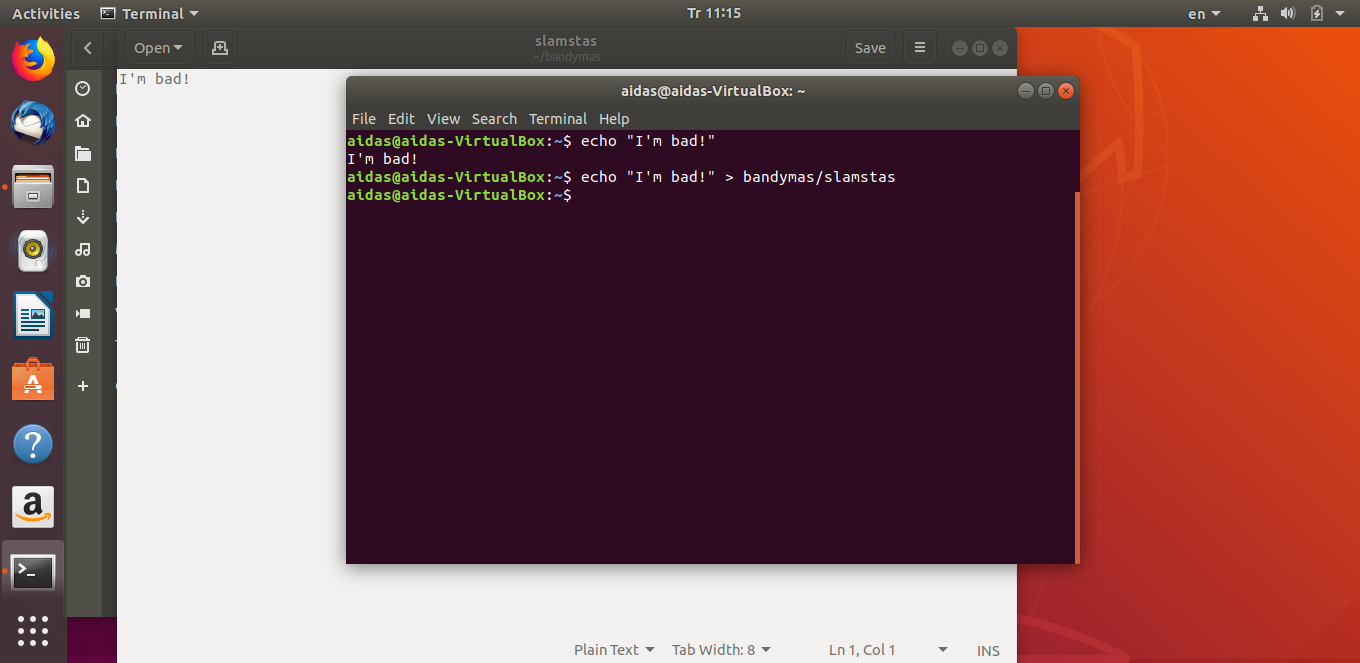 Activities Terminal Tr 11:15 en
Open slamstas Save
~/bandymas
I'm bad!
aidas@aidas-VirtualBox: ~
File Edit View Search Terminal Help
aidas@aidas-VirtualBox:~$ echo "I'm bad!"
I'm bad!
aidas@aidas-VirtualBox:~$ echo "I'm bad!" > bandymas/slamstas
aidas@aidas-VirtualBox:~$
Plain Text Tab Width: 8 Ln 1, Col 1 INS